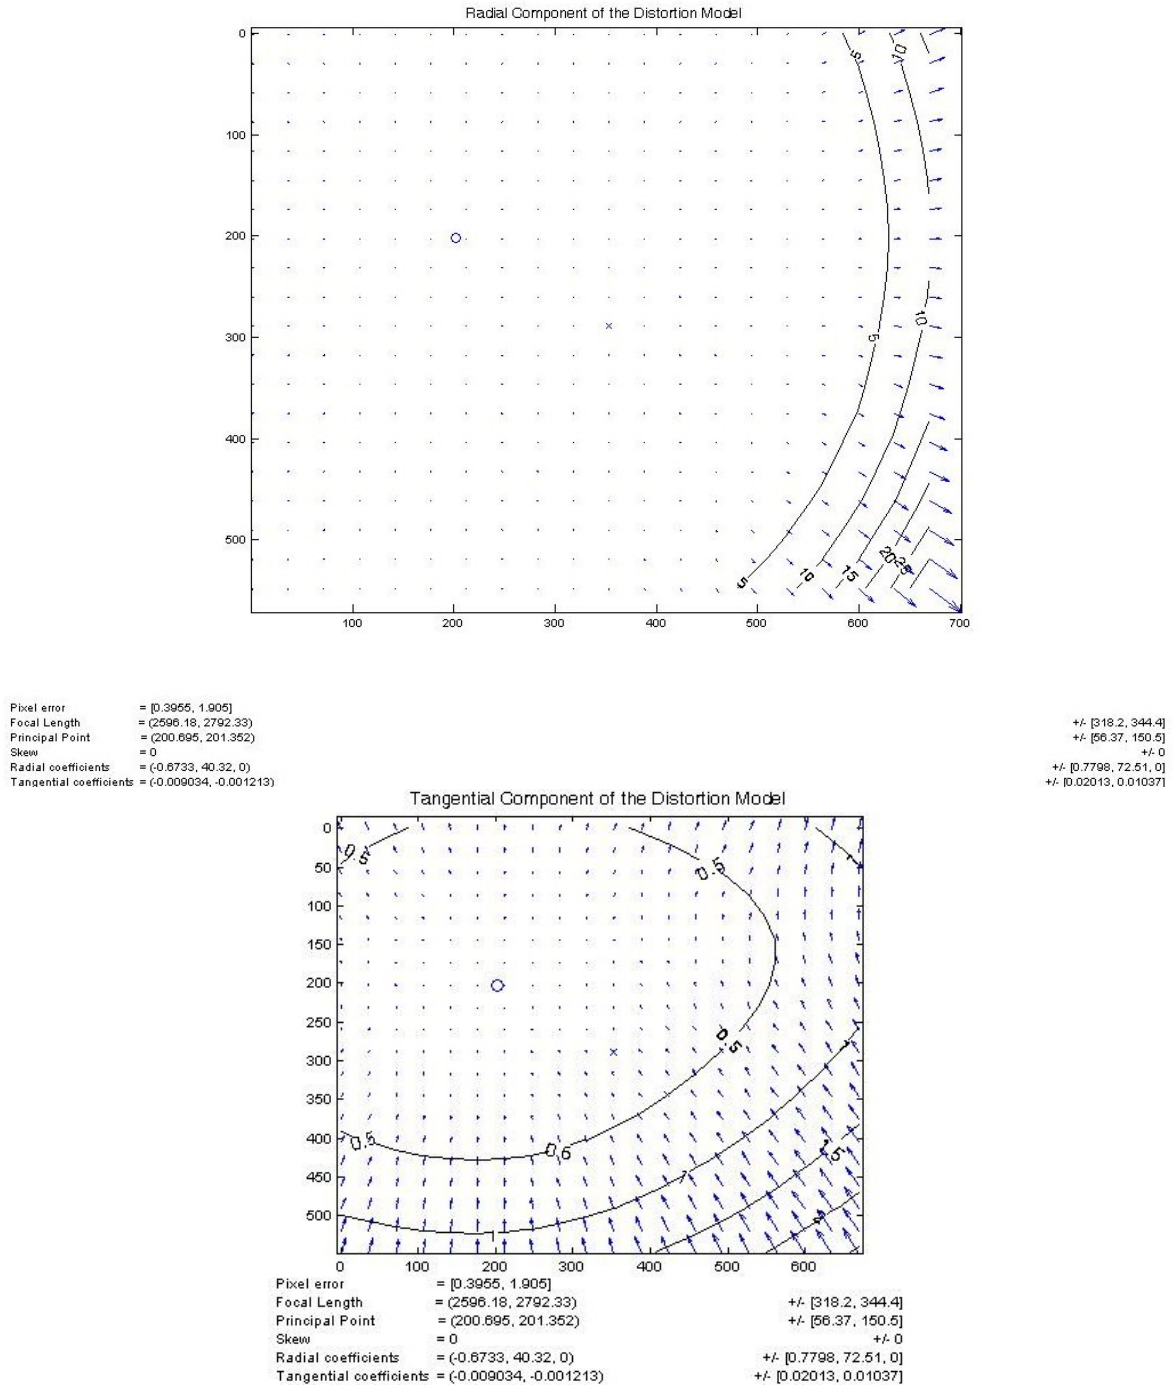 Radial Component of the Distortion Model
0
5
10
100
200
300
5
10
400
500
5 10 15 20 25
100 200 300 400 500 600 700
Pixel error = [0.3955, 1.905]
Focal Length = (2596.18, 2792.33) +/- [318.2, 344.4]
Principal Point = (200.695, 201.352) +/- [56.37, 150.5]
Skew = 0 +/- 0
Radial coefficients = (-0.6733, 40.32, 0) +/- [0.7798, 72.51, 0]
Tangential coefficients = (-0.009034, -0.001213) +/- [0.02013, 0.01037]
Tangential Component of the Distortion Model
0
0.5 0.5 1
50
100
150
200
250
0.5 1
300
350
400
0.5 0.5 1.5
450
1
500
1 2
0 100 200 300 400 500 600
Pixel error = [0.3955, 1.905]
Focal Length = (2596.18, 2792.33) +/- [318.2, 344.4]
Principal Point = (200.695, 201.352) +/- [56.37, 150.5]
Skew = 0 +/- 0
Radial coefficients = (-0.6733, 40.32, 0) +/- [0.7798, 72.51, 0]
Tangential coefficients = (-0.009034, -0.001213) +/- [0.02013, 0.01037]